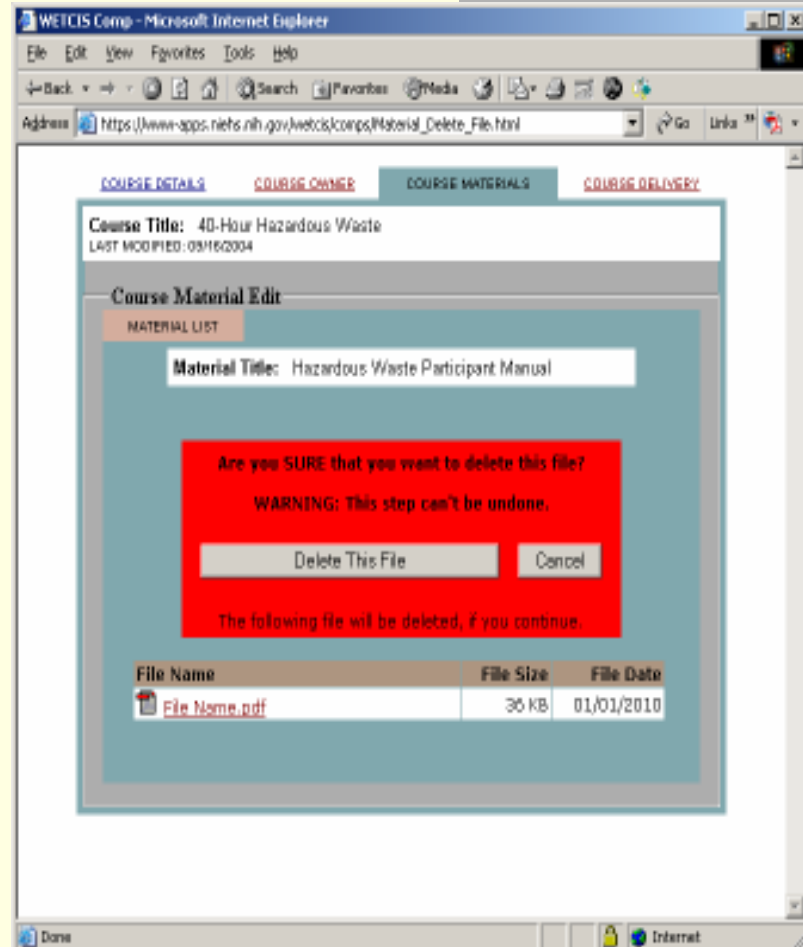 WETCIS Comp - Microsoft Internet Explorer
File Edit View Favorites Tools Help
Back Search Favorites Media
Address https://www-apps.niehs.nih.gov/wetcis/comps/Material_Delete_File.html Go Links »
COURSE DETAILS COURSE OWNER COURSE MATERIALS COURSE DELIVERY
Course Title: 40-Hour Hazardous Waste
LAST MODIFIED: 09/16/2004
Course Material Edit
MATERIAL LIST
Material Title: Hazardous Waste Participant Manual
Are you SURE that you want to delete this file?
WARNING: This step can't be undone.
Delete This File Cancel
The following file will be deleted, if you continue.
File Name File Size File Date
File Name.pdf 36 KB 01/01/2010
Done Internet